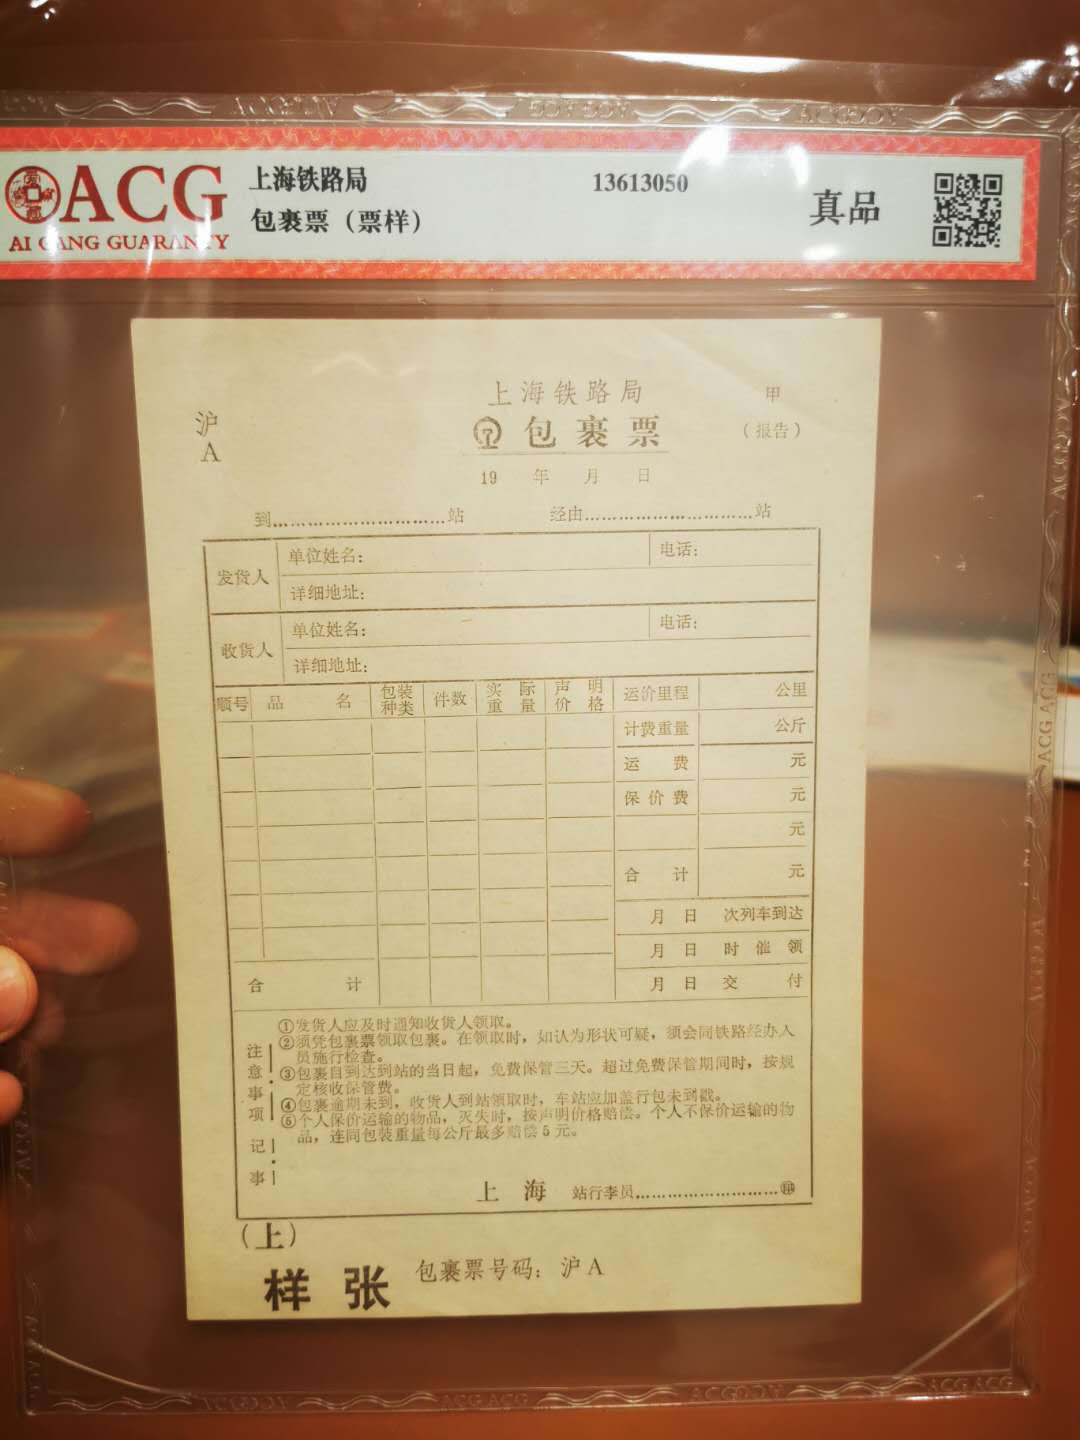 ACG
AI GANG GUARANTY
上海铁路局
包裹票（票样）
13613050
真品
沪
A
上海铁路局
包裹票
甲
（报告）
19 年 月 日
到…………………………站 经由…………………………站
发货人
单位姓名： 电话：
详细地址：
收货人
单位姓名： 电话：
详细地址：
顺号 品名 包装种类 件数 实际重量 声明价格 运价里程 公里
计费重量 公斤
运费 元
保价费 元
元
合计 元
月 日 次列车到达
月 日 时催领
合计 月 日 交付
注意事项
①发货人应及时通知收货人领取。
②须凭包裹票领取包裹。在领取时，如认为形状可疑，须会同铁路经办人
员施行检查。
③包裹自到达到站的当日起，免费保管三天。超过免费保管期间时，按规
定核收保管费。
④包裹逾期未到，收货人到站领取时，车站应加盖行包未到戳。
⑤个人保价运输的物品，灭失时，按声明价格赔偿。个人不保价运输的物
品，连同包装重量每公斤最多赔偿5元。
记事
上海 站行李员…………………………㊞
（上）
样张
包裹票号码：沪A